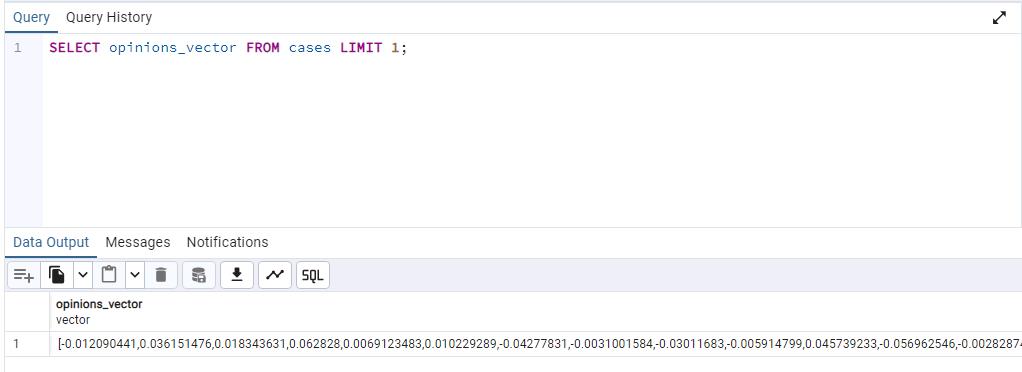 Query Query History
1 SELECT opinions_vector FROM cases LIMIT 1;
Data Output Messages Notifications
SQL
opinions_vector
vector
1 [-0.012090441,0.036151476,0.018343631,0.062828,0.0069123483,0.010229289,-0.04277831,-0.0031001584,-0.03011683,-0.005914799,0.045739233,-0.056962546,-0.00282874